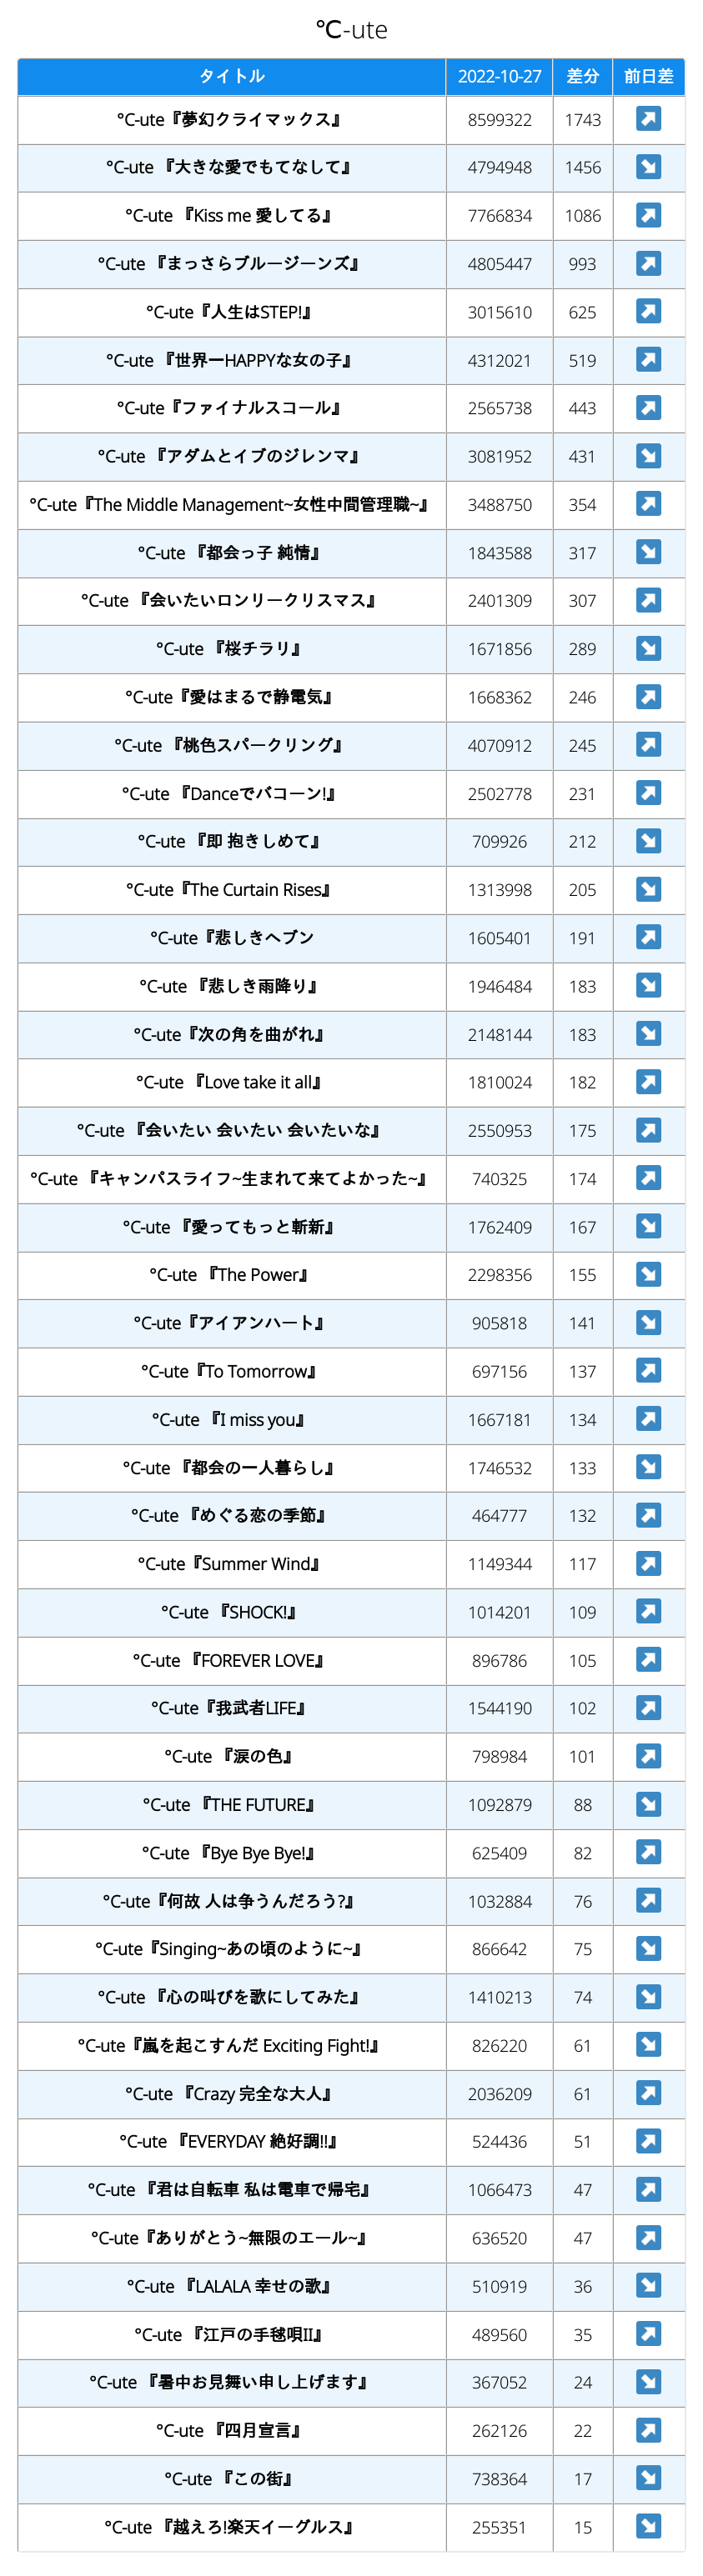 ℃-ute
タイトル 2022-10-27 差分 前日差
°C-ute『夢幻クライマックス』 8599322 1743 ↗
°C-ute 『大きな愛でもてなして』 4794948 1456 ↘
°C-ute 『Kiss me 愛してる』 7766834 1086 ↗
°C-ute 『まっさらブルージーンズ』 4805447 993 ↗
°C-ute『人生はSTEP!』 3015610 625 ↗
°C-ute 『世界一HAPPYな女の子』 4312021 519 ↗
°C-ute『ファイナルスコール』 2565738 443 ↗
°C-ute 『アダムとイブのジレンマ』 3081952 431 ↘
°C-ute『The Middle Management~女性中間管理職~』 3488750 354 ↗
°C-ute 『都会っ子 純情』 1843588 317 ↘
°C-ute 『会いたいロンリークリスマス』 2401309 307 ↗
°C-ute 『桜チラリ』 1671856 289 ↘
°C-ute『愛はまるで静電気』 1668362 246 ↗
°C-ute 『桃色スパークリング』 4070912 245 ↗
°C-ute 『Danceでバコーン!』 2502778 231 ↗
°C-ute 『即 抱きしめて』 709926 212 ↘
°C-ute『The Curtain Rises』 1313998 205 ↘
°C-ute『悲しきヘブン 1605401 191 ↗
°C-ute 『悲しき雨降り』 1946484 183 ↘
°C-ute『次の角を曲がれ』 2148144 183 ↘
°C-ute 『Love take it all』 1810024 182 ↗
°C-ute 『会いたい 会いたい 会いたいな』 2550953 175 ↗
°C-ute 『キャンパスライフ~生まれて来てよかった~』 740325 174 ↗
°C-ute 『愛ってもっと斬新』 1762409 167 ↘
°C-ute 『The Power』 2298356 155 ↘
°C-ute『アイアンハート』 905818 141 ↘
°C-ute『To Tomorrow』 697156 137 ↗
°C-ute 『I miss you』 1667181 134 ↗
°C-ute 『都会の一人暮らし』 1746532 133 ↘
°C-ute 『めぐる恋の季節』 464777 132 ↗
°C-ute『Summer Wind』 1149344 117 ↗
°C-ute 『SHOCK!』 1014201 109 ↗
°C-ute 『FOREVER LOVE』 896786 105 ↗
°C-ute『我武者LIFE』 1544190 102 ↗
°C-ute 『涙の色』 798984 101 ↗
°C-ute 『THE FUTURE』 1092879 88 ↘
°C-ute 『Bye Bye Bye!』 625409 82 ↗
°C-ute『何故 人は争うんだろう?』 1032884 76 ↗
°C-ute『Singing~あの頃のように~』 866642 75 ↘
°C-ute 『心の叫びを歌にしてみた』 1410213 74 ↘
°C-ute『嵐を起こすんだ Exciting Fight!』 826220 61 ↘
°C-ute 『Crazy 完全な大人』 2036209 61 ↗
°C-ute 『EVERYDAY 絶好調!!』 524436 51 ↗
°C-ute 『君は自転車 私は電車で帰宅』 1066473 47 ↗
°C-ute『ありがとう~無限のエール~』 636520 47 ↗
°C-ute 『LALALA 幸せの歌』 510919 36 ↘
°C-ute 『江戸の手毬唄II』 489560 35 ↗
°C-ute 『暑中お見舞い申し上げます』 367052 24 ↘
°C-ute 『四月宣言』 262126 22 ↗
°C-ute 『この街』 738364 17 ↘
°C-ute 『越えろ!楽天イーグルス』 255351 15 ↘